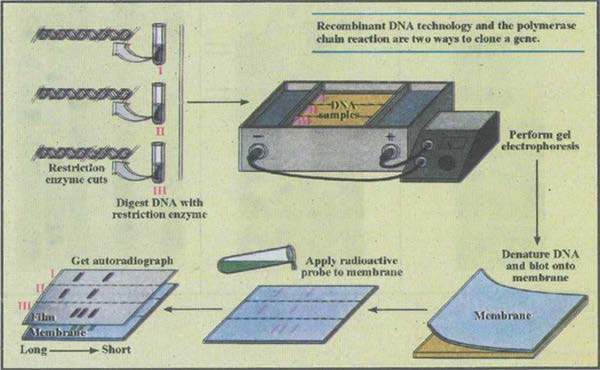 Recombinant DNA technology and the polymerase
chain reaction are two ways to clone a gene.
I
II
III
Restriction
enzyme cuts
Digest DNA with
restriction enzyme
I
II
III
DNA
samples
−
+
Perform gel
electrophoresis
Denature DNA
and blot onto
membrane
Membrane
Apply radioactive
probe to membrane
Get autoradiograph
I
II
III
Film
Membrane
Long
Short